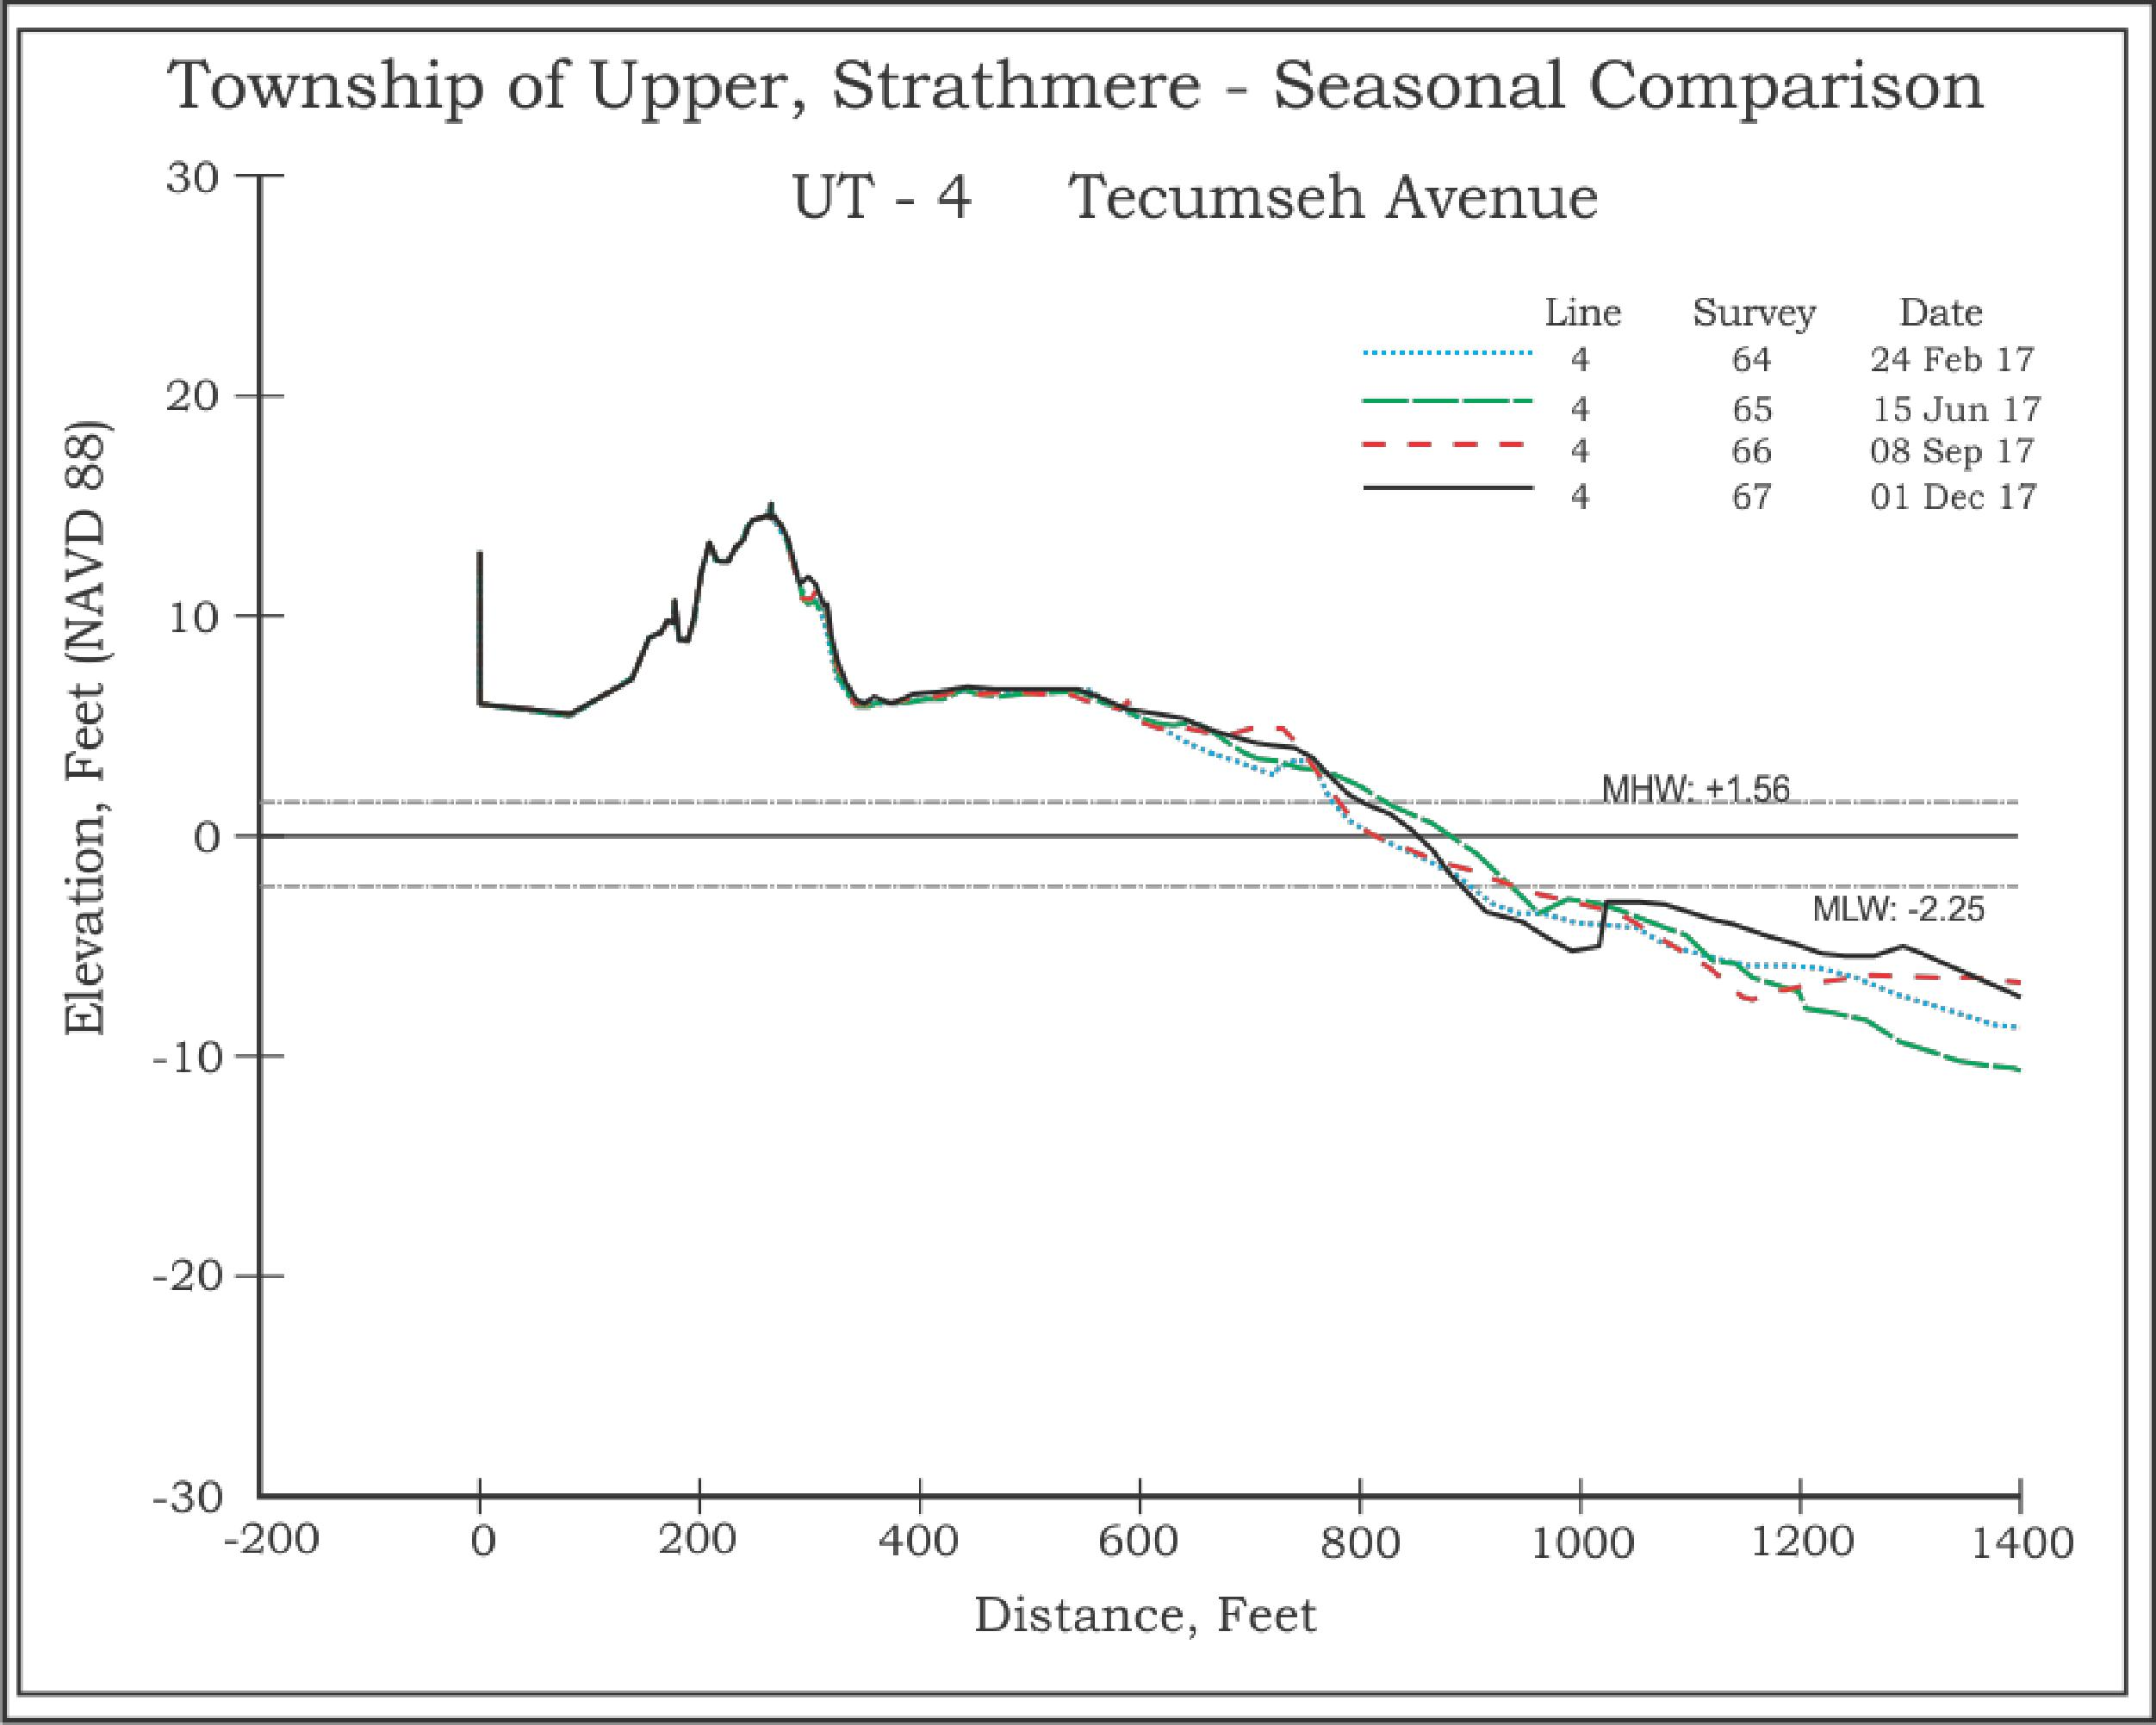 Township of Upper, Strathmere - Seasonal Comparison
UT - 4 Tecumseh Avenue
Line Survey Date
4 64 24 Feb 17
4 65 15 Jun 17
4 66 08 Sep 17
4 67 01 Dec 17
Elevation, Feet (NAVD 88)
30
20
10
0
-10
-20
-30
MHW: +1.56
MLW: -2.25
-200 0 200 400 600 800 1000 1200 1400
Distance, Feet